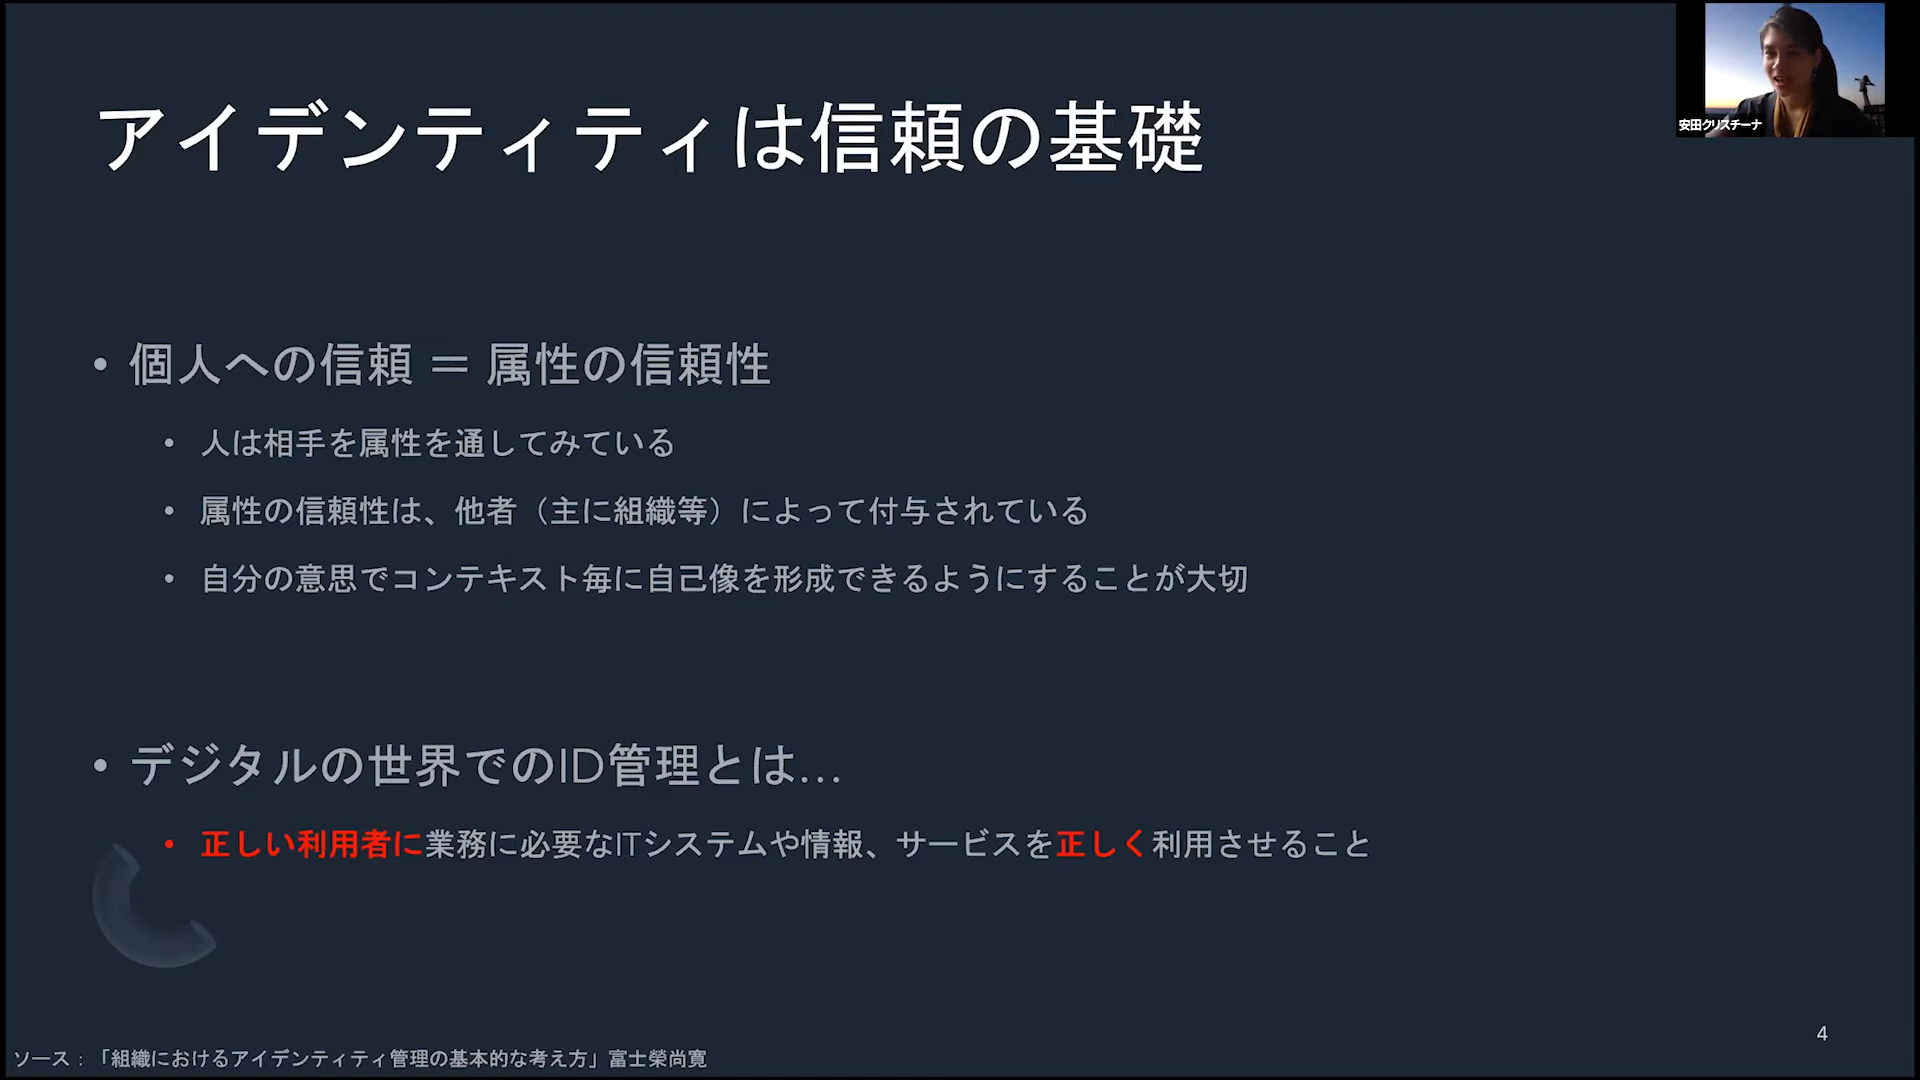 アイデンティティは信頼の基礎
安田クリスチーナ
• 個人への信頼 ＝ 属性の信頼性
• 人は相手を属性を通してみている
• 属性の信頼性は、他者（主に組織等）によって付与されている
• 自分の意思でコンテキスト毎に自己像を形成できるようにすることが大切
• デジタルの世界でのID管理とは…
• 正しい利用者に業務に必要なITシステムや情報、サービスを正しく利用させること
4
ソース：「組織におけるアイデンティティ管理の基本的な考え方」富士榮尚寛